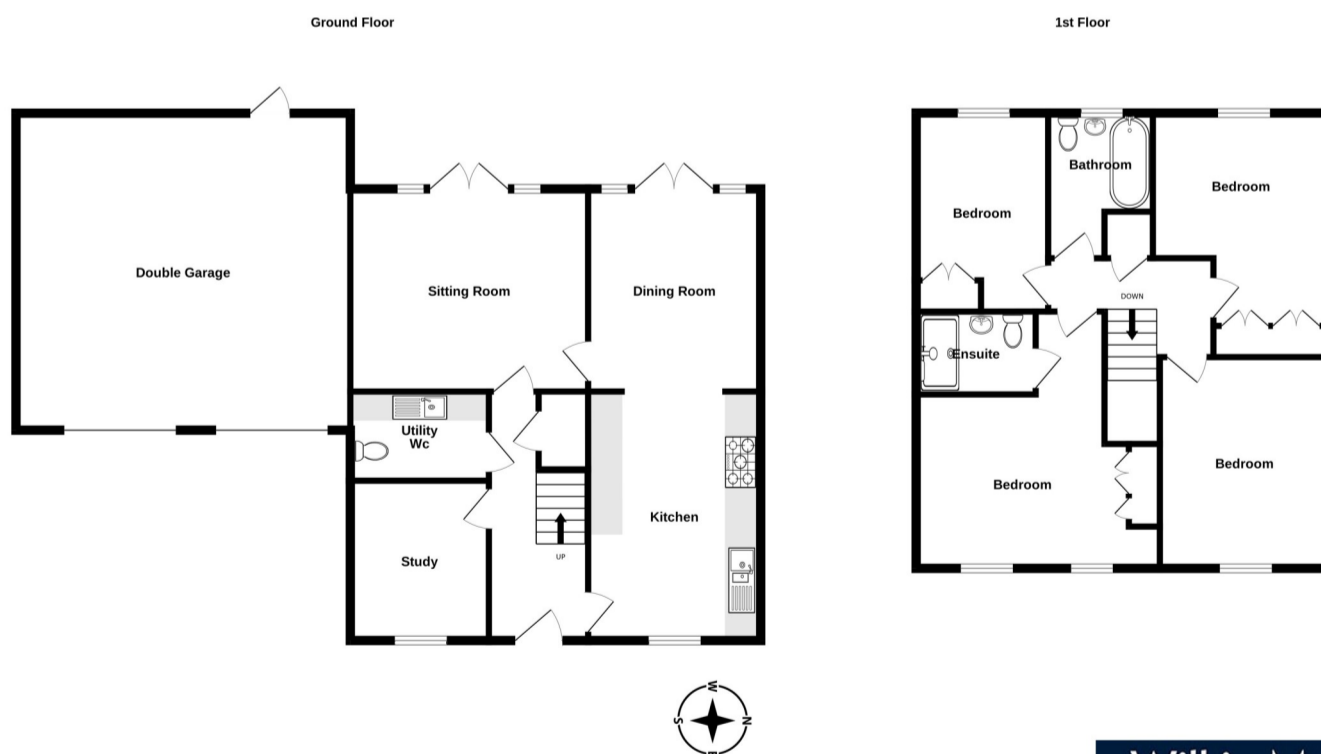 Ground Floor
1st Floor
Double Garage
Sitting Room
Dining Room
Utility
Wc
Study
Kitchen
UP
Bedroom
Bathroom
Bedroom
DOWN
Ensuite
Bedroom
Bedroom
W
S
N